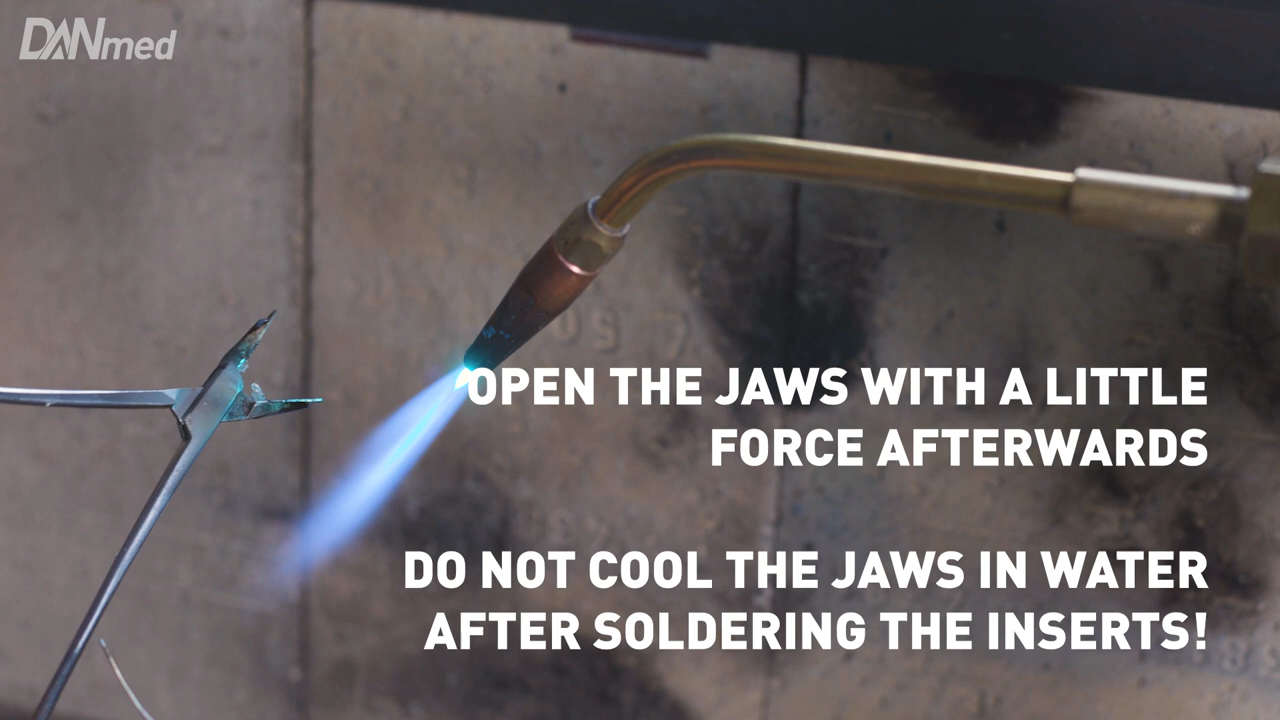 DANmed
OPEN THE JAWS WITH A LITTLE
FORCE AFTERWARDS
DO NOT COOL THE JAWS IN WATER
AFTER SOLDERING THE INSERTS!